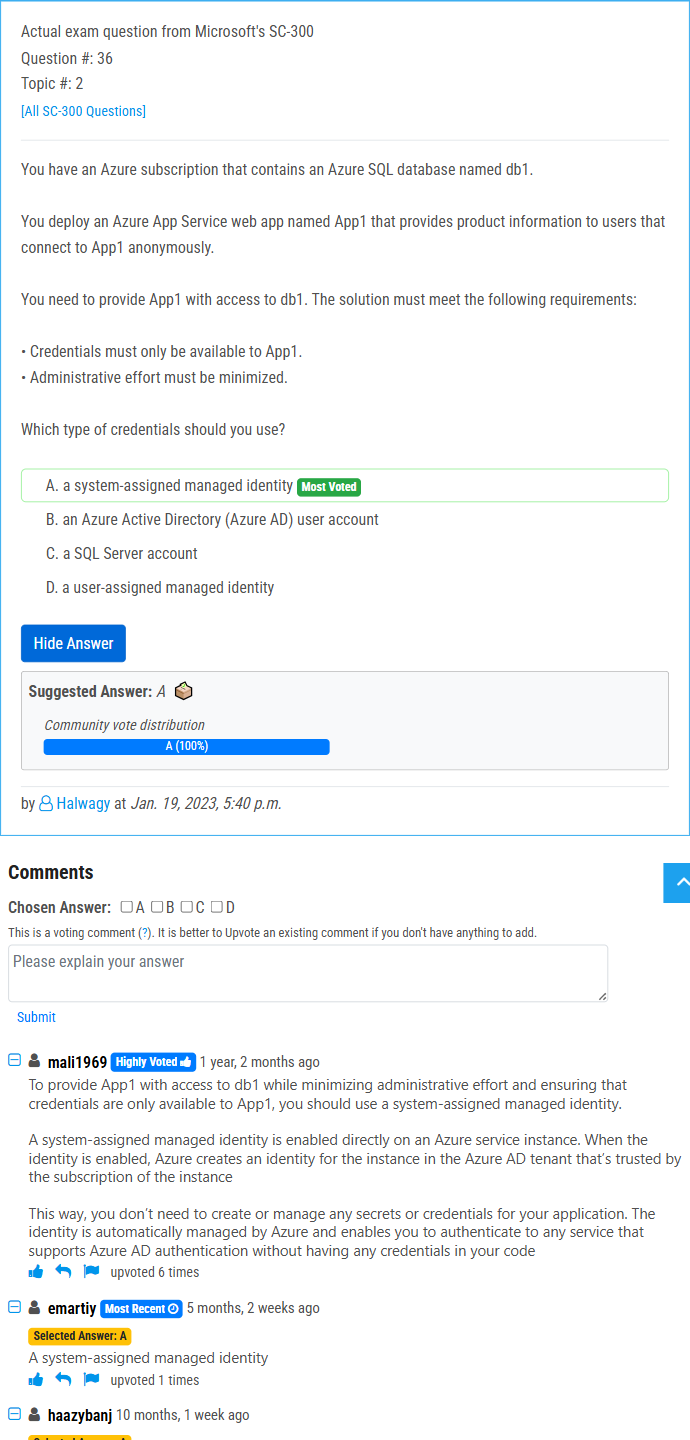 Actual exam question from Microsoft's SC-300
Question #: 36
Topic #: 2
[All SC-300 Questions]
You have an Azure subscription that contains an Azure SQL database named db1.
You deploy an Azure App Service web app named App1 that provides product information to users that
connect to App1 anonymously.
You need to provide App1 with access to db1. The solution must meet the following requirements:
• Credentials must only be available to App1.
• Administrative effort must be minimized.
Which type of credentials should you use?
A. a system-assigned managed identity Most Voted
B. an Azure Active Directory (Azure AD) user account
C. a SQL Server account
D. a user-assigned managed identity
Hide Answer
Suggested Answer: A
Community vote distribution
A (100%)
by Halwagy at Jan. 19, 2023, 5:40 p.m.
Comments
Chosen Answer: A B C D
This is a voting comment (?). It is better to Upvote an existing comment if you don't have anything to add.
Please explain your answer
Submit
mali1969 Highly Voted 1 year, 2 months ago
To provide App1 with access to db1 while minimizing administrative effort and ensuring that
credentials are only available to App1, you should use a system-assigned managed identity.
A system-assigned managed identity is enabled directly on an Azure service instance. When the
identity is enabled, Azure creates an identity for the instance in the Azure AD tenant that's trusted by
the subscription of the instance
This way, you don't need to create or manage any secrets or credentials for your application. The
identity is automatically managed by Azure and enables you to authenticate to any service that
supports Azure AD authentication without having any credentials in your code
upvoted 6 times
emartiy Most Recent 5 months, 2 weeks ago
Selected Answer: A
A system-assigned managed identity
upvoted 1 times
haazybanj 10 months, 1 week ago